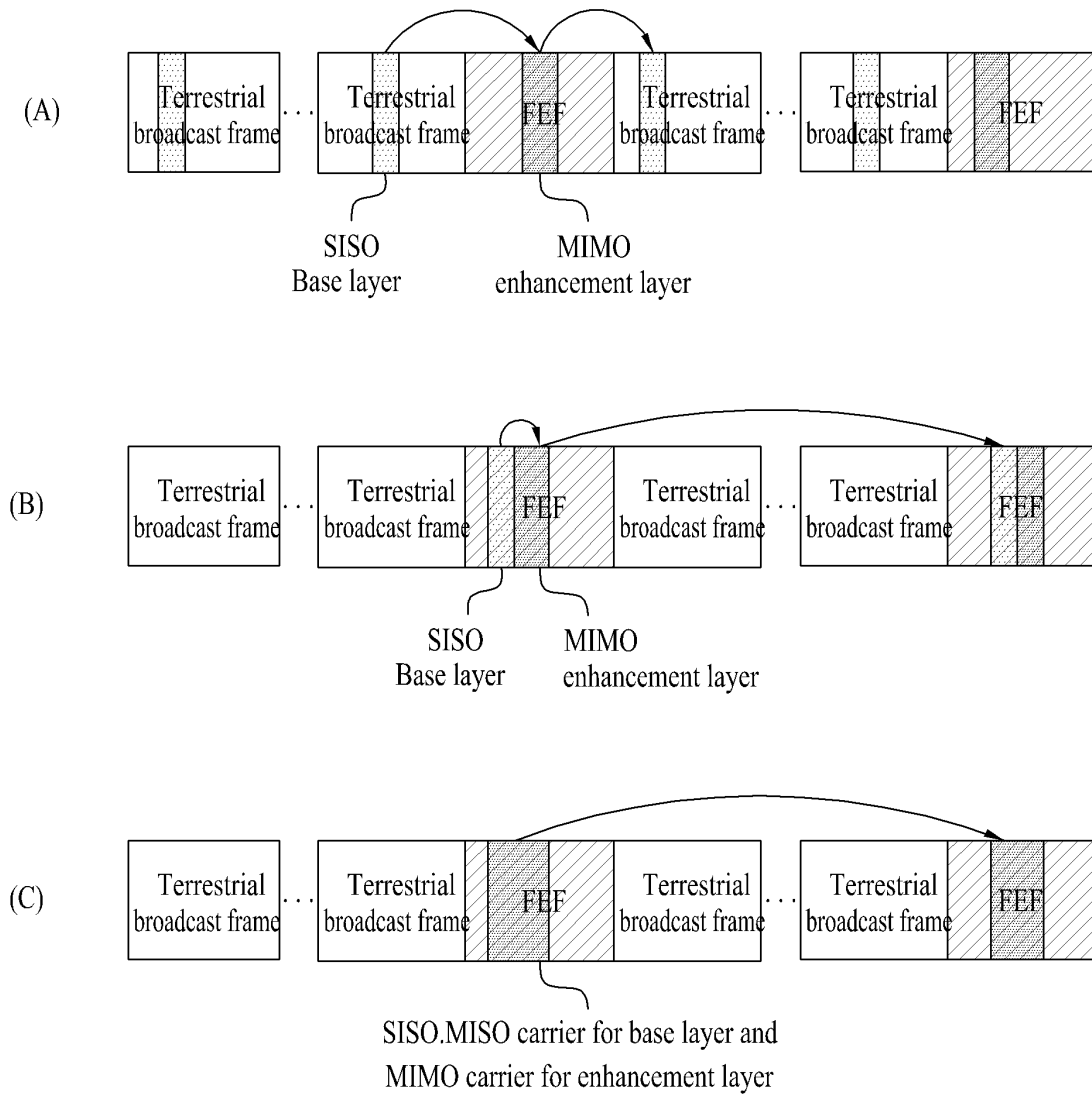 (A)
Terrestrial
broadcast frame
...
Terrestrial
broadcast frame
FEF
Terrestrial
broadcast frame
...
Terrestrial
broadcast frame
FEF
SISO
Base layer
MIMO
enhancement layer
(B)
Terrestrial
broadcast frame
...
Terrestrial
broadcast frame
FEF
Terrestrial
broadcast frame
...
Terrestrial
broadcast frame
FEF
SISO
Base layer
MIMO
enhancement layer
(C)
Terrestrial
broadcast frame
...
Terrestrial
broadcast frame
FEF
Terrestrial
broadcast frame
...
Terrestrial
broadcast frame
FEF
SISO.MISO carrier for base layer and
MIMO carrier for enhancement layer